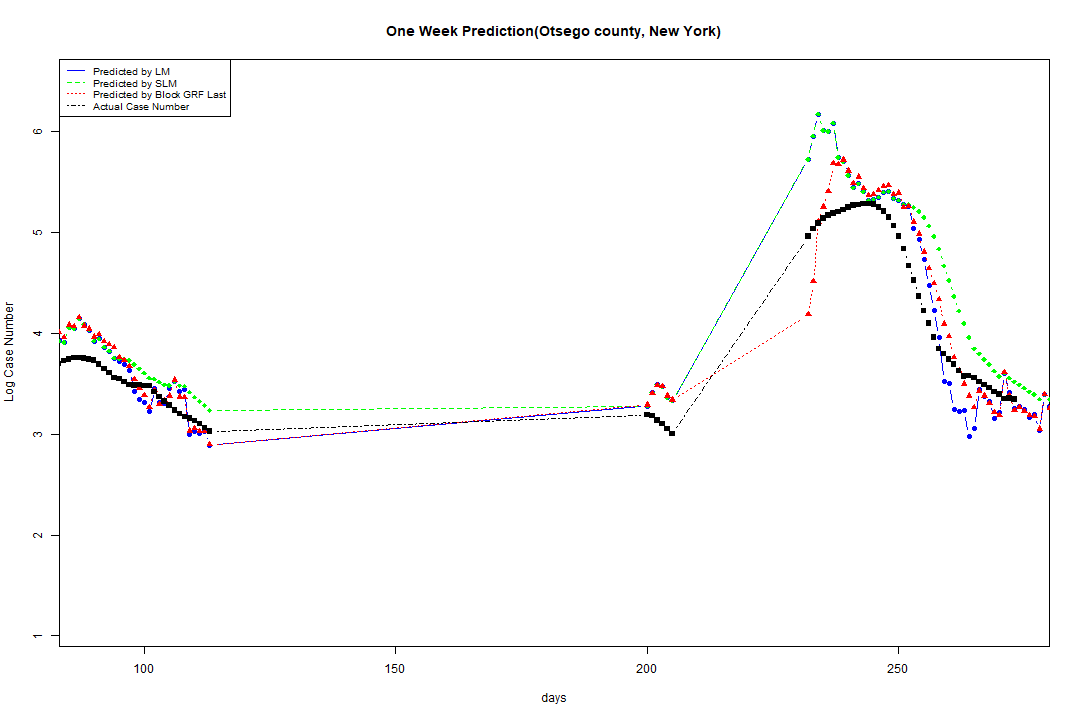 One Week Prediction(Otsego county, New York)
Predicted by LM
Predicted by SLM
Predicted by Block GRF Last
Actual Case Number
6
5
4
3
2
1
Log Case Number
100
150
200
250
days